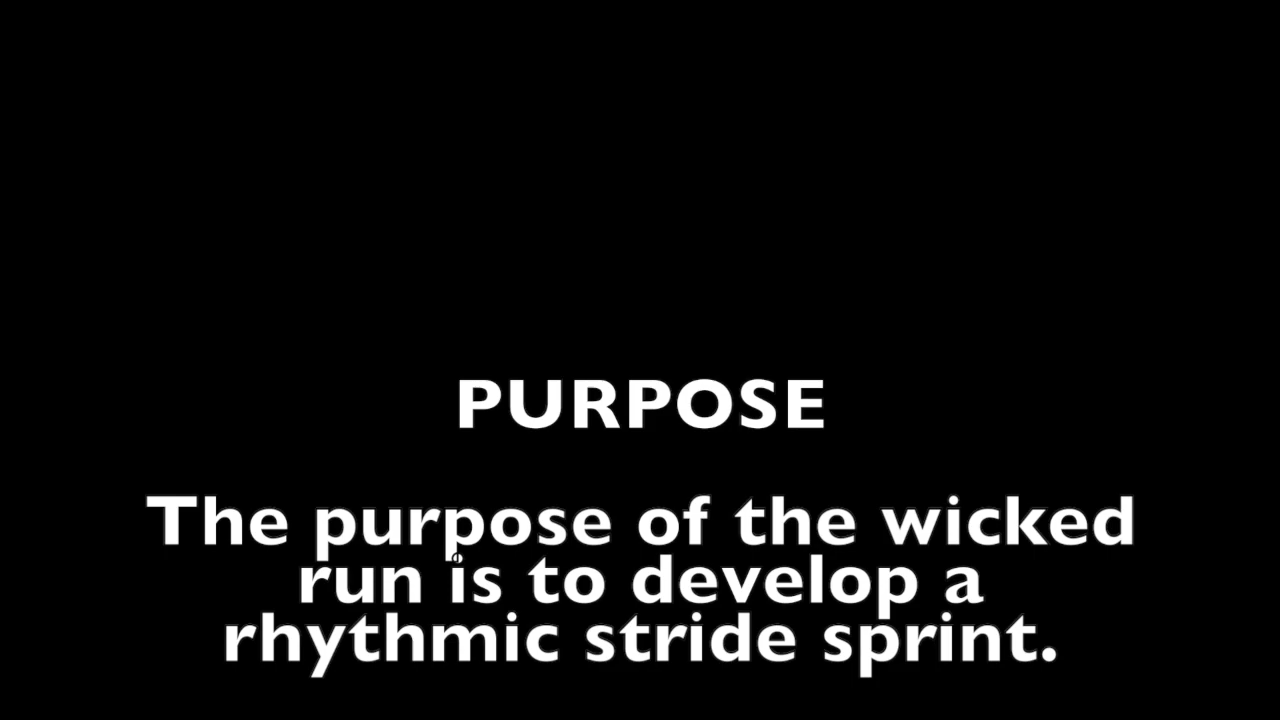 PURPOSE
The purpose of the wicked
run is to develop a
rhythmic stride sprint.